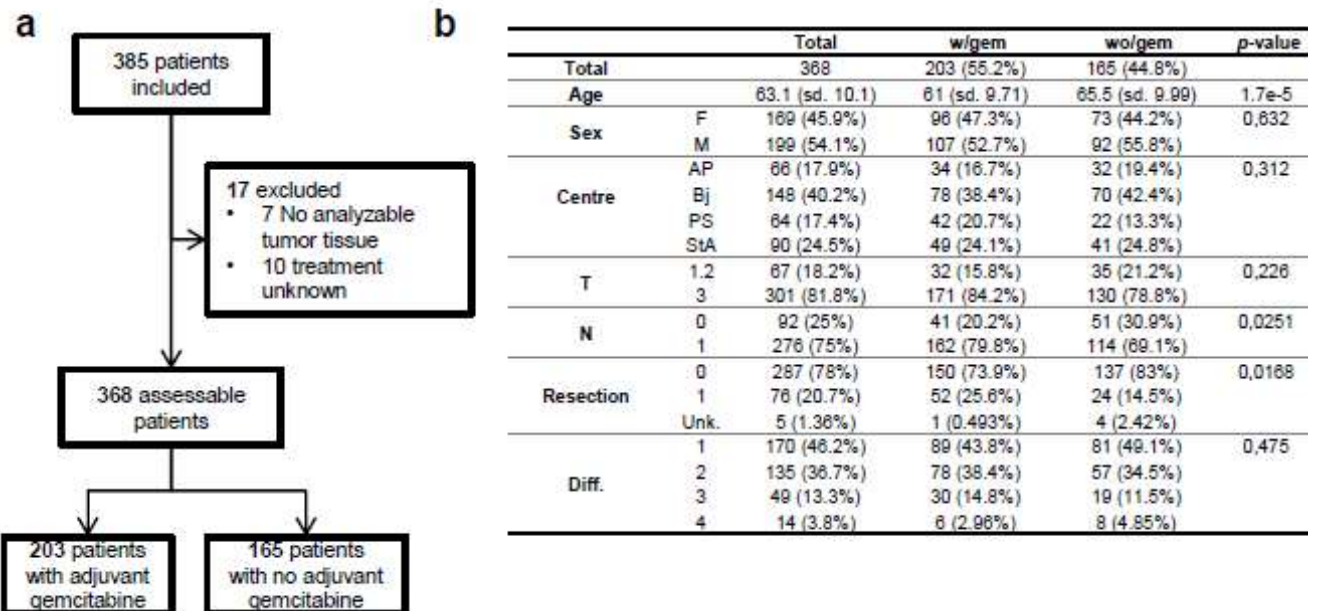 a
385 patients
included
17 excluded
• 7 No analyzable
tumor tissue
• 10 treatment
unknown
368 assessable
patients
203 patients
with adjuvant
gemcitabine
165 patients
with no adjuvant
gemcitabine
b
Total w/gem wo/gem p-value
Total 368 203 (55.2%) 165 (44.8%)
Age 63.1 (sd. 10.1) 61 (sd. 9.71) 65.5 (sd. 9.99) 1.7e-5
Sex F 169 (45.9%) 96 (47.3%) 73 (44.2%) 0,632
M 199 (54.1%) 107 (52.7%) 92 (55.8%)
Centre AP 66 (17.9%) 34 (16.7%) 32 (19.4%) 0,312
Bj 148 (40.2%) 78 (38.4%) 70 (42.4%)
PS 64 (17.4%) 42 (20.7%) 22 (13.3%)
StA 90 (24.5%) 49 (24.1%) 41 (24.8%)
T 1.2 67 (18.2%) 32 (15.8%) 35 (21.2%) 0,226
3 301 (81.8%) 171 (84.2%) 130 (78.8%)
N 0 92 (25%) 41 (20.2%) 51 (30.9%) 0,0251
1 276 (75%) 162 (79.8%) 114 (69.1%)
Resection 0 287 (78%) 150 (73.9%) 137 (83%) 0,0168
1 76 (20.7%) 52 (25.6%) 24 (14.5%)
Unk. 5 (1.36%) 1 (0.493%) 4 (2.42%)
Diff. 1 170 (46.2%) 89 (43.8%) 81 (49.1%) 0,475
2 135 (36.7%) 78 (38.4%) 57 (34.5%)
3 49 (13.3%) 30 (14.8%) 19 (11.5%)
4 14 (3.8%) 6 (2.96%) 8 (4.85%)